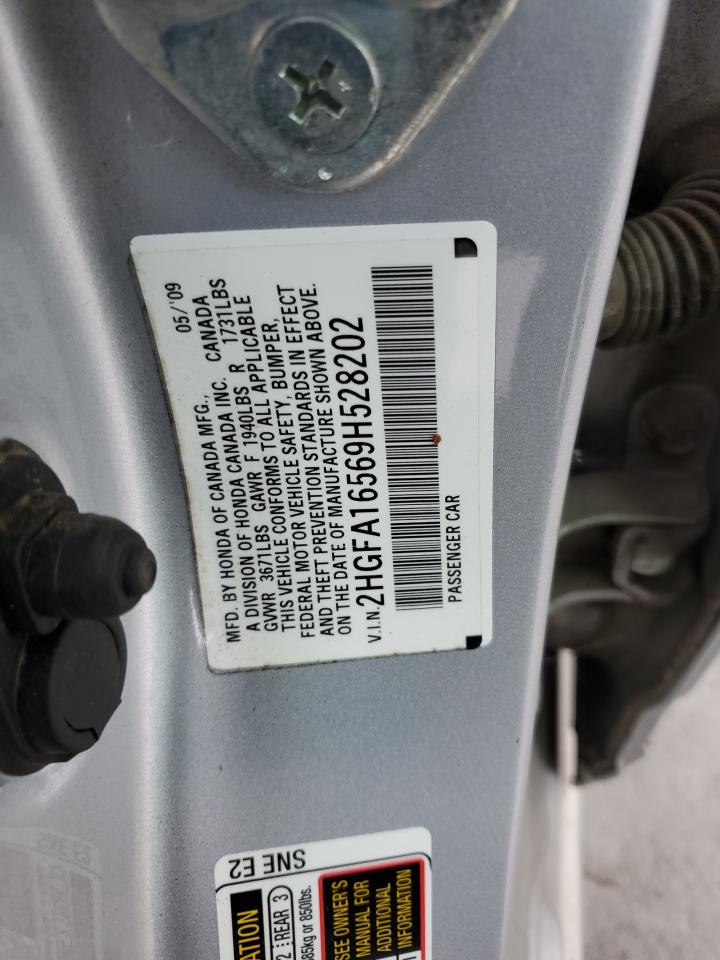 05/'09
MFD. BY HONDA OF CANADA MFG.,
A DIVISION OF HONDA CANADA INC. CANADA
GVWR 3671LBS GAWR F 1940LBS R 1731LBS
THIS VEHICLE CONFORMS TO ALL APPLICABLE
FEDERAL MOTOR VEHICLE SAFETY, BUMPER,
AND THEFT PREVENTION STANDARDS IN EFFECT
ON THE DATE OF MANUFACTURE SHOWN ABOVE.
V.I.N. 2HGFA16569H528202
PASSENGER CAR
SNE E2
REAR 3
or 850lbs.
SEE OWNER'S
MANUAL FOR
ADDITIONAL
INFORMATION